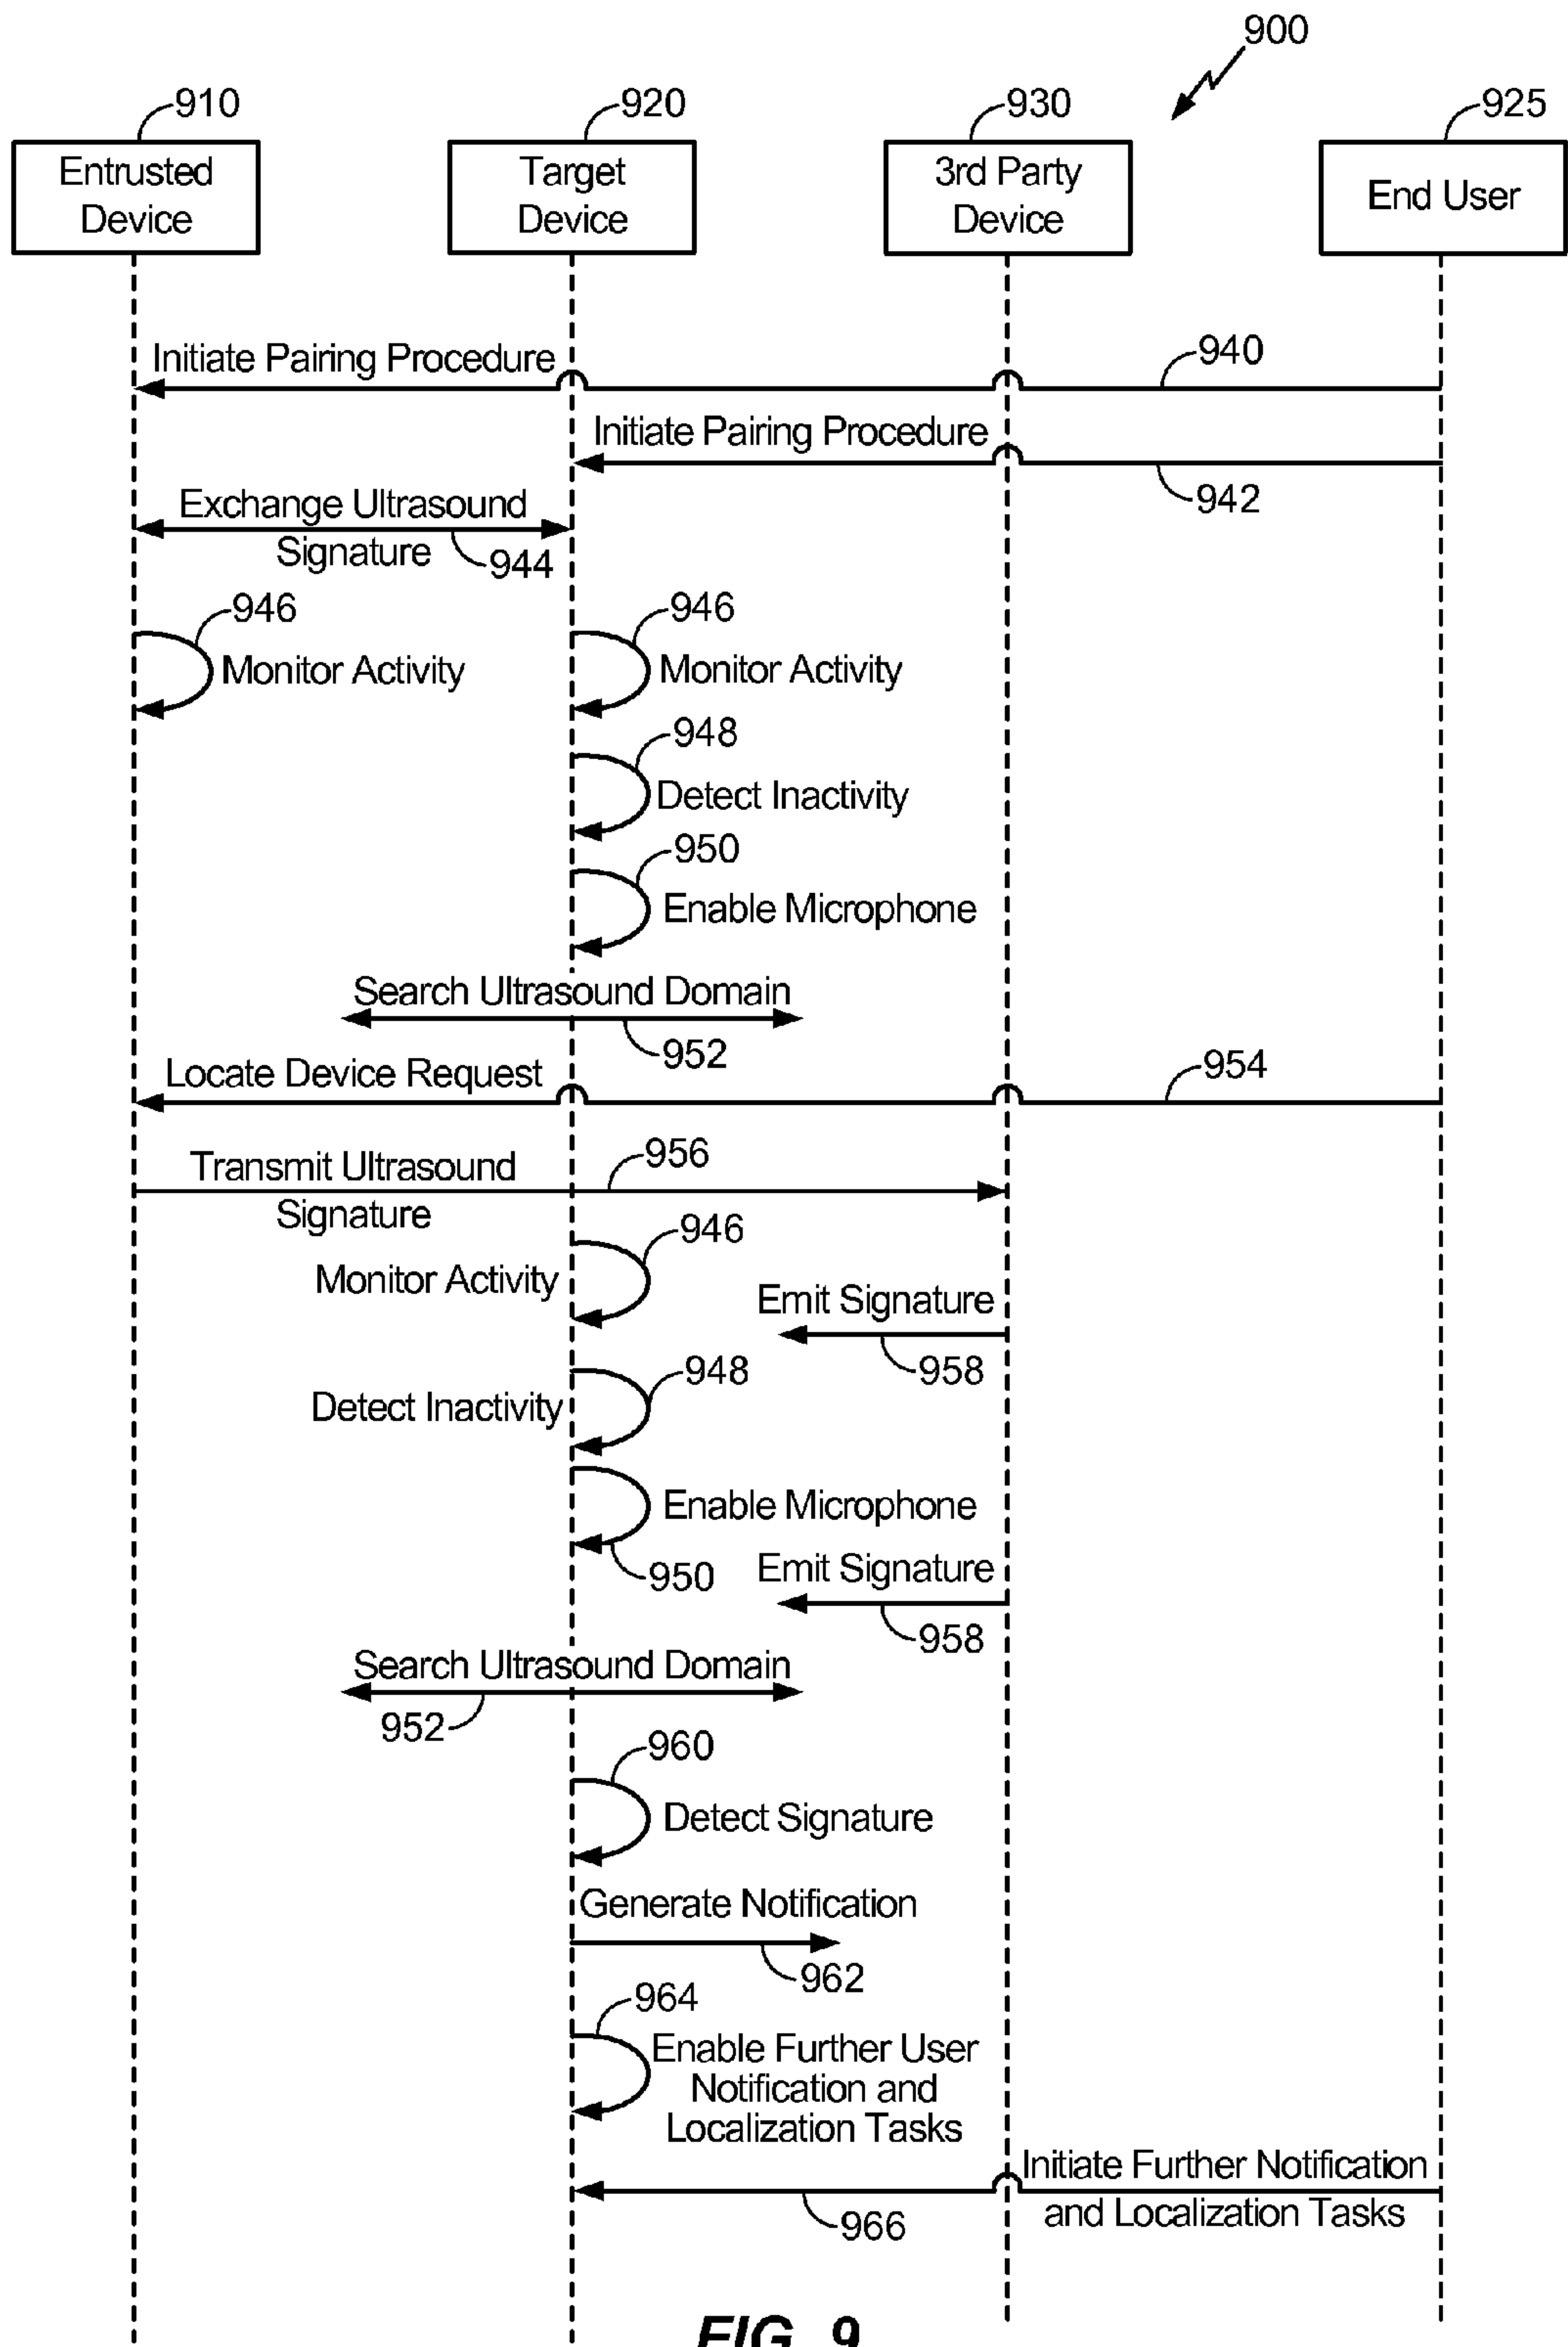 900
910
920
930
925
Entrusted
Device
Target
Device
3rd Party
Device
End User
Initiate Pairing Procedure
940
Initiate Pairing Procedure
942
Exchange Ultrasound
Signature
944
946
Monitor Activity
946
Monitor Activity
948
Detect Inactivity
950
Enable Microphone
Search Ultrasound Domain
952
Locate Device Request
954
Transmit Ultrasound
Signature
956
946
Monitor Activity
Emit Signature
958
948
Detect Inactivity
Enable Microphone
950
Emit Signature
958
Search Ultrasound Domain
952
960
Detect Signature
Generate Notification
962
964
Enable Further User
Notification and
Localization Tasks
Initiate Further Notification
and Localization Tasks
966
FIG. 9